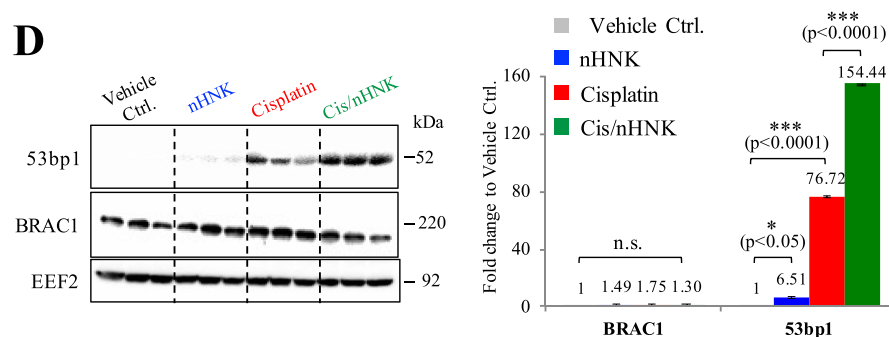 D
Vehicle
Ctrl.
nHNK
Cisplatin
Cis/nHNK
kDa
53bp1
52
BRAC1
220
EEF2
92
Vehicle Ctrl.
nHNK
Cisplatin
Cis/nHNK
Fold change to Vehicle Ctrl.
160
120
80
40
0
n.s.
1 1.49 1.75 1.30
BRAC1
***
(p<0.0001)
154.44
***
(p<0.0001)
76.72
*
(p<0.05)
1 6.51
53bp1